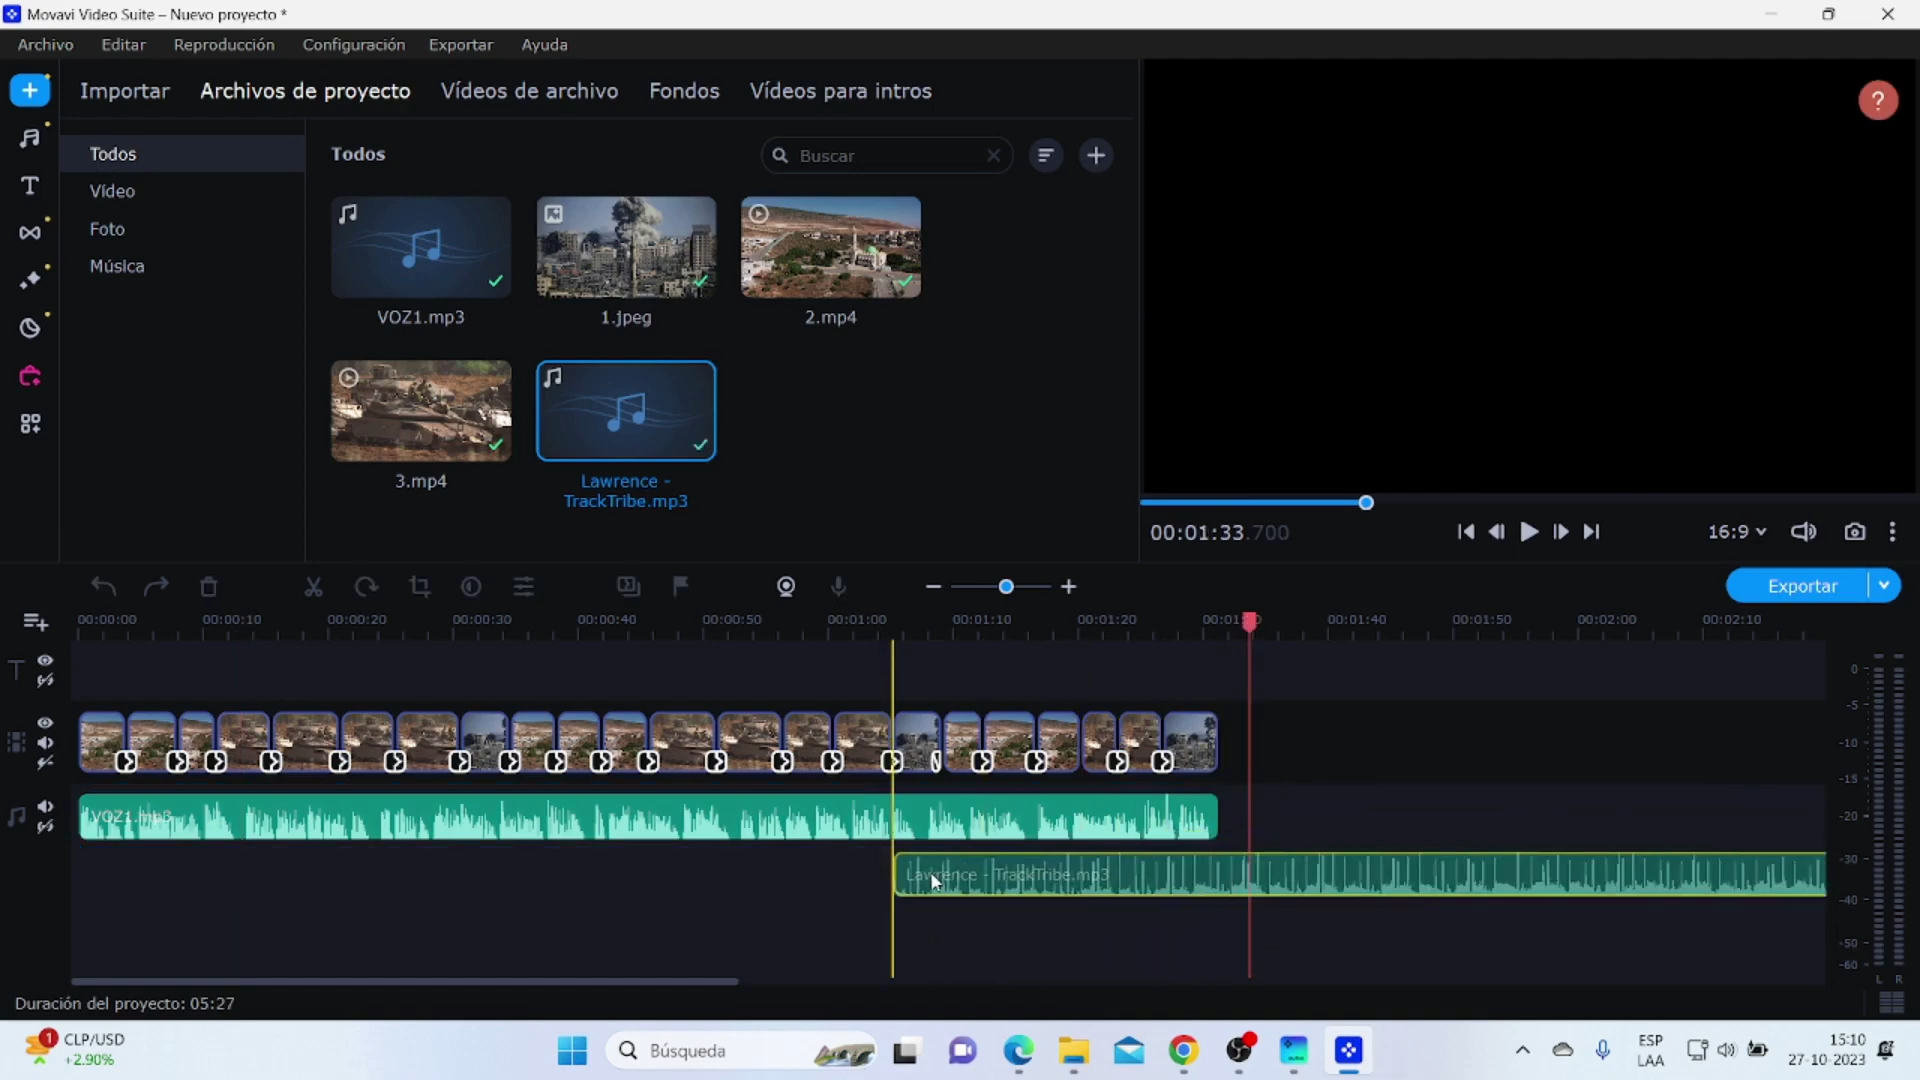 Movavi Video Suite – Nuevo proyecto *
Archivo Editar Reproducción Configuración Exportar Ayuda
Importar Archivos de proyecto Vídeos de archivo Fondos Vídeos para intros
Todos
Vídeo
Foto
Música
Todos
Buscar
VOZ1.mp3
1.jpeg
2.mp4
3.mp4
Lawrence -
TrackTribe.mp3
?
00:01:33.700
16:9
Exportar
00:00:00 00:00:10 00:00:20 00:00:30 00:00:40 00:00:50 00:01:00 00:01:10 00:01:20 00:01:40 00:01:50 00:02:00 00:02:10
VOZ1.mp3
Lawrence - TrackTribe.mp3
0
-5
-10
-15
-20
-30
-40
-50
-60
L R
Duración del proyecto: 05:27
1
CLP/USD
+2.90%
Búsqueda
ESP
LAA
15:10
27-10-2023